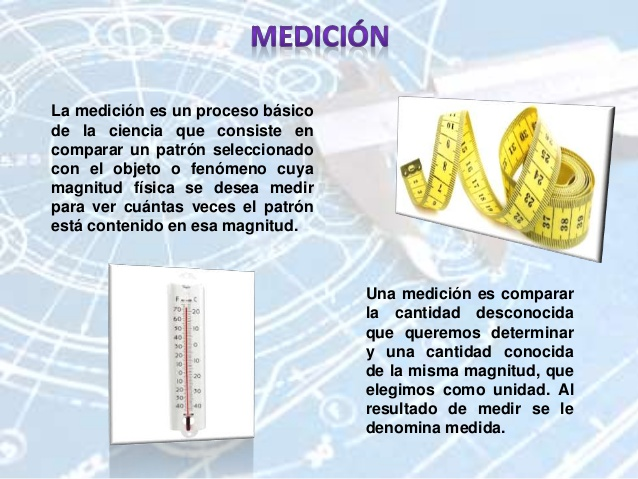 MEDICIÓN
La medición es un proceso básico
de la ciencia que consiste en
comparar un patrón seleccionado
con el objeto o fenómeno cuya
magnitud física se desea medir
para ver cuántas veces el patrón
está contenido en esa magnitud.
Una medición es comparar
la cantidad desconocida
que queremos determinar
y una cantidad conocida
de la misma magnitud, que
elegimos como unidad. Al
resultado de medir se le
denomina medida.